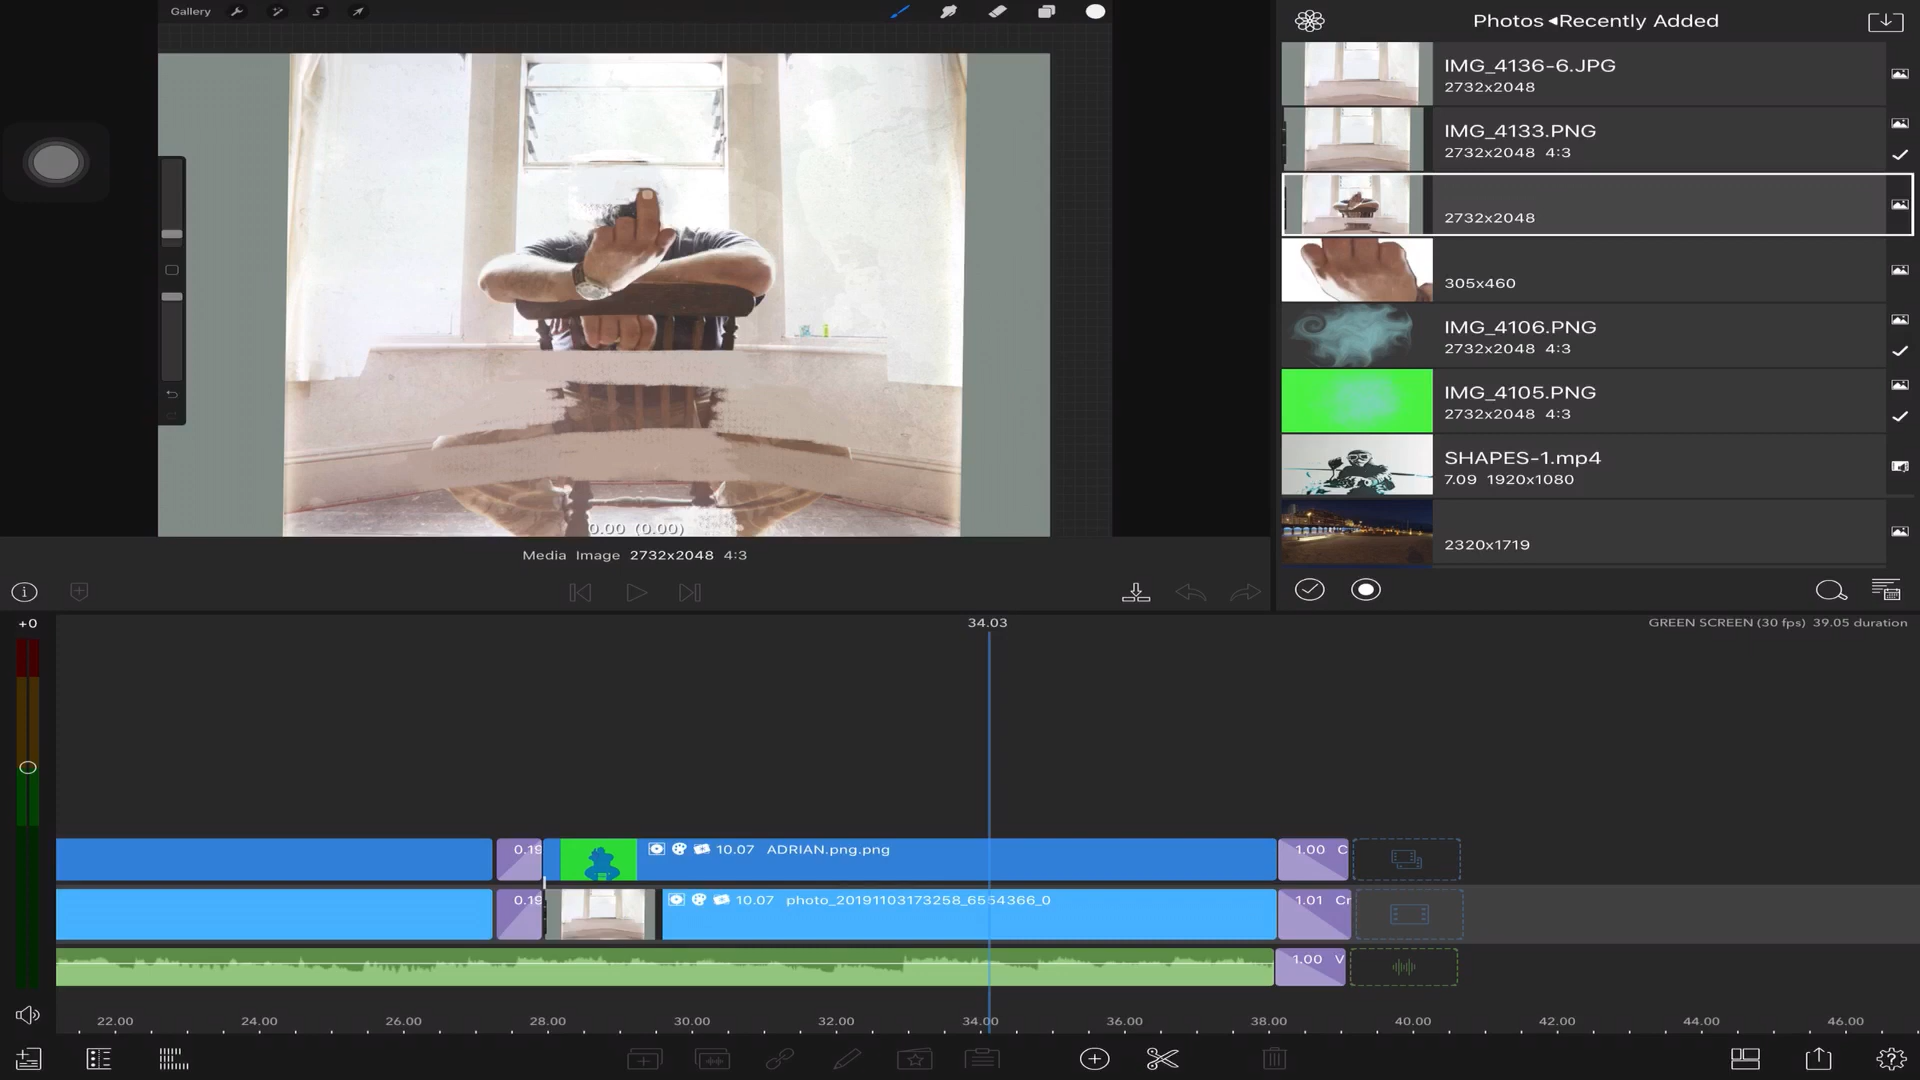 Gallery
Photos ◂Recently Added
IMG_4136-6.JPG
2732x2048
IMG_4133.PNG
2732x2048 4:3
2732x2048
305x460
IMG_4106.PNG
2732x2048 4:3
IMG_4105.PNG
2732x2048 4:3
SHAPES-1.mp4
7.09 1920x1080
2320x1719
0.00 (0.00)
Media Image 2732x2048 4:3
+0
34.03
GREEN SCREEN (30 fps) 39.05 duration
0.19 10.07 ADRIAN.png.png 1.00 C
0.19 10.07 photo_20191103173258_6554366_0 1.01 Cr
1.00 V
22.00 24.00 26.00 28.00 30.00 32.00 34.00 36.00 38.00 40.00 42.00 44.00 46.00